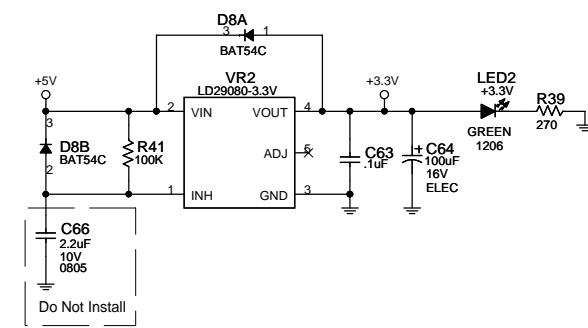 D8A
3 1
BAT54C
+5V
VR2
LD29080-3.3V
+3.3V
LED2
+3.3V
R39
270
GREEN
1206
2 VIN VOUT 4
3
D8B
BAT54C
2
R41
100K
ADJ 5
C63
.1uF
+ C64
100uF
16V
ELEC
1 INH GND 3
C66
2.2uF
10V
0805
Do Not Install